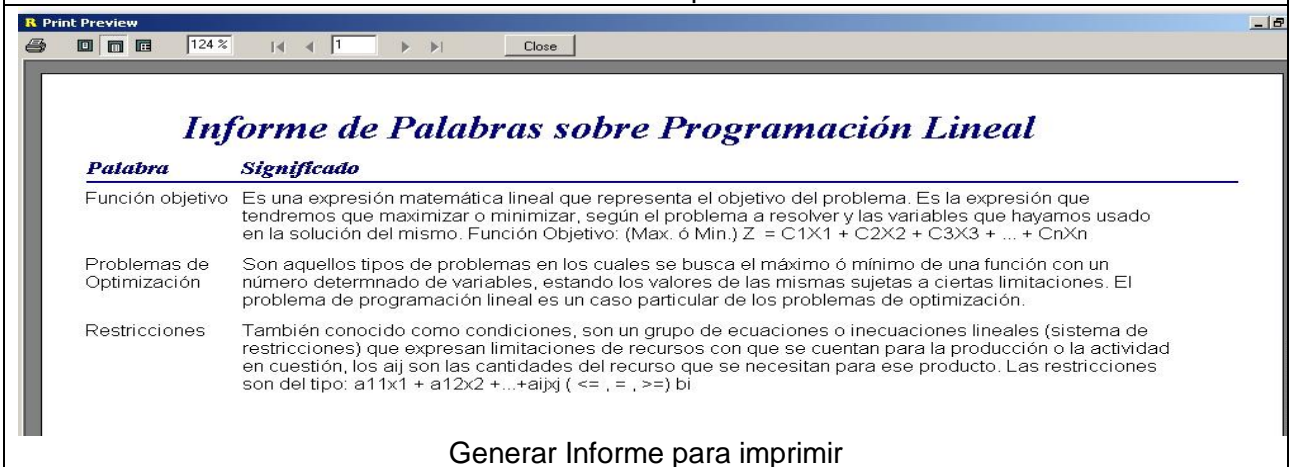 Print Preview
124 % 1 Close
Informe de Palabras sobre Programación Lineal
Palabra Significado
Función objetivo Es una expresión matemática lineal que representa el objetivo del problema. Es la expresión que
tendremos que maximizar o minimizar, según el problema a resolver y las variables que hayamos usado
en la solución del mismo. Función Objetivo: (Max. ó Min.) Z = C1X1 + C2X2 + C3X3 + ... + CnXn
Problemas de Son aquellos tipos de problemas en los cuales se busca el máximo ó mínimo de una función con un
Optimización número determnado de variables, estando los valores de las mismas sujetas a ciertas limitaciones. El
problema de programación lineal es un caso particular de los problemas de optimización.
Restricciones También conocido como condiciones, son un grupo de ecuaciones o inecuaciones lineales (sistema de
restricciones) que expresan limitaciones de recursos con que se cuentan para la producción o la actividad
en cuestión, los aij son las cantidades del recurso que se necesitan para ese producto. Las restricciones
son del tipo: a11x1 + a12x2 +...+aijxj ( <= , = , >=) bi
Generar Informe para imprimir